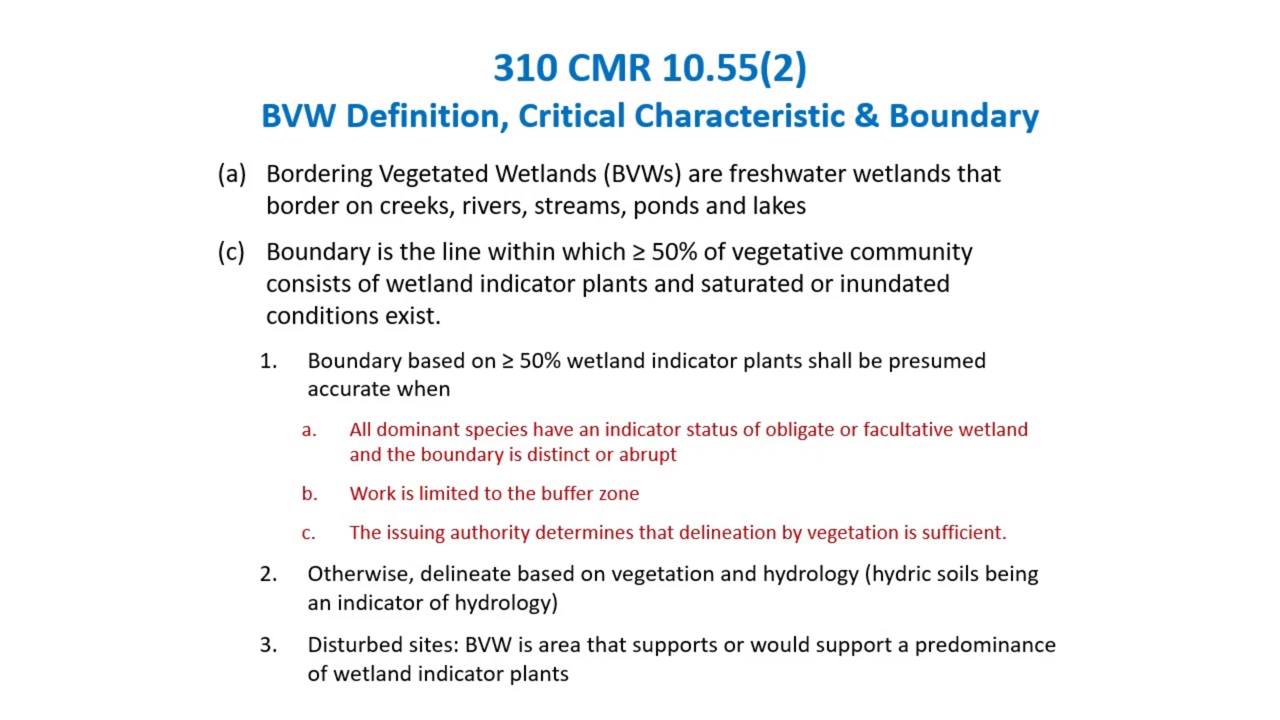 310 CMR 10.55(2)
BVW Definition, Critical Characteristic & Boundary
(a) Bordering Vegetated Wetlands (BVWs) are freshwater wetlands that
border on creeks, rivers, streams, ponds and lakes
(c) Boundary is the line within which ≥ 50% of vegetative community
consists of wetland indicator plants and saturated or inundated
conditions exist.
1. Boundary based on ≥ 50% wetland indicator plants shall be presumed
accurate when
a. All dominant species have an indicator status of obligate or facultative wetland
and the boundary is distinct or abrupt
b. Work is limited to the buffer zone
c. The issuing authority determines that delineation by vegetation is sufficient.
2. Otherwise, delineate based on vegetation and hydrology (hydric soils being
an indicator of hydrology)
3. Disturbed sites: BVW is area that supports or would support a predominance
of wetland indicator plants